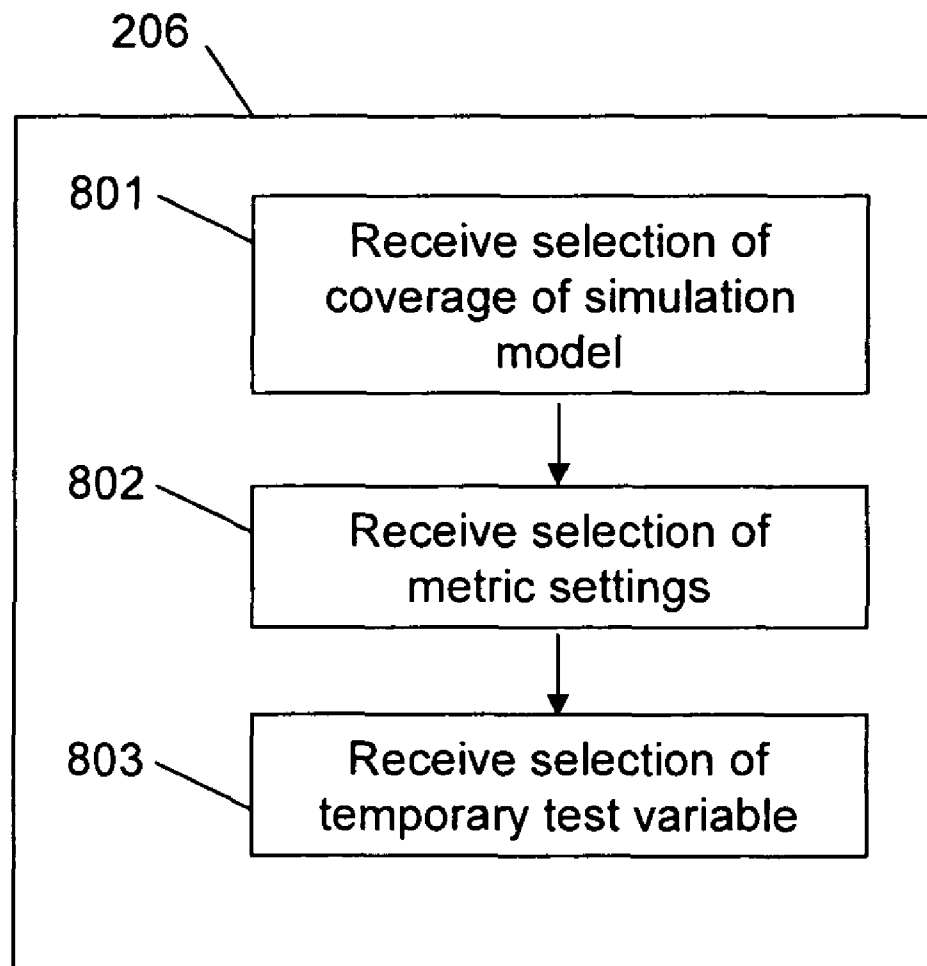 206
801
Receive selection of
coverage of simulation
model
802
Receive selection of
metric settings
803
Receive selection of
temporary test variable